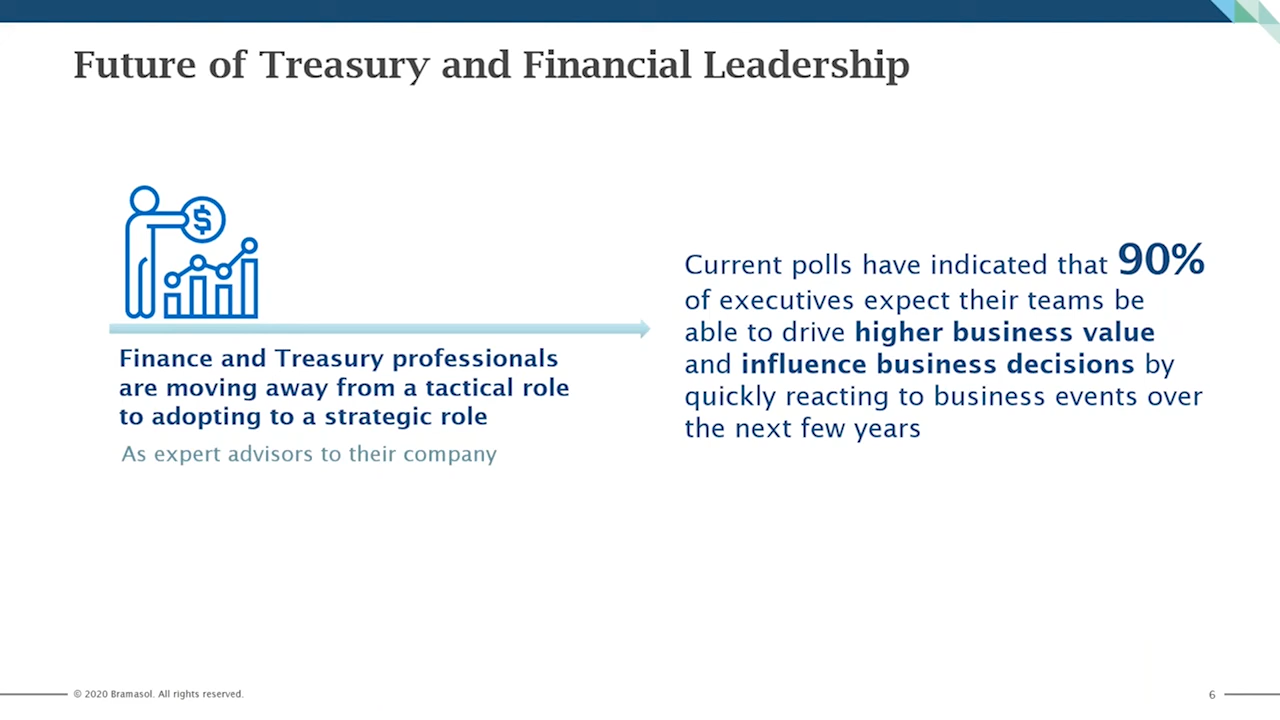 Future of Treasury and Financial Leadership
$
Finance and Treasury professionals
are moving away from a tactical role
to adopting to a strategic role
As expert advisors to their company
Current polls have indicated that 90%
of executives expect their teams be
able to drive higher business value
and influence business decisions by
quickly reacting to business events over
the next few years
© 2020 Bramasol. All rights reserved.
6